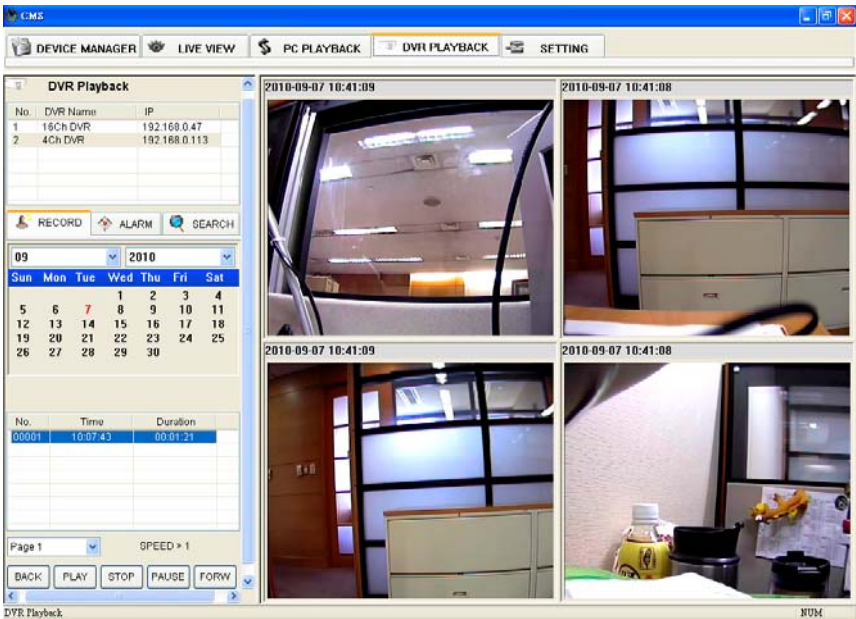 CMS
DEVICE MANAGER LIVE VIEW PC PLAYBACK DVR PLAYBACK SETTING
DVR Playback
No. DVR Name IP
1 16Ch DVR 192.168.0.47
2 4Ch DVR 192.168.0.113
RECORD ALARM SEARCH
09 2010
Sun Mon Tue Wed Thu Fri Sat
1 2 3 4
5 6 7 8 9 10 11
12 13 14 15 16 17 18
19 20 21 22 23 24 25
26 27 28 29 30
No. Time Duration
00001 10:07:43 00:01:21
Page 1 SPEED × 1
BACK PLAY STOP PAUSE FORW
2010-09-07 10:41:09 2010-09-07 10:41:08
2010-09-07 10:41:09 2010-09-07 10:41:08
DVR Playback NUM